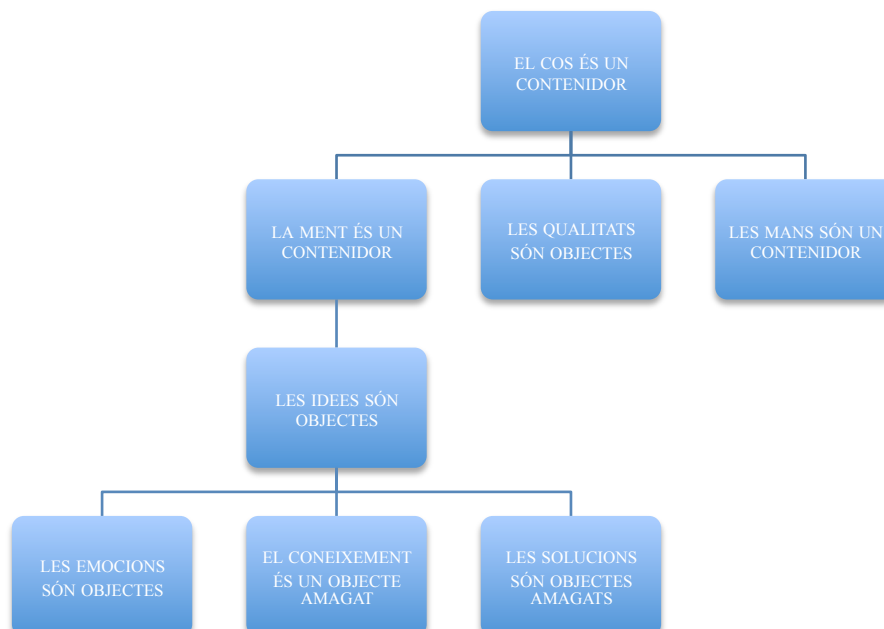 EL COS ÉS UN
CONTENIDOR
LA MENT ÉS UN
CONTENIDOR
LES QUALITATS
SÓN OBJECTES
LES MANS SÓN UN
CONTENIDOR
LES IDEES SÓN
OBJECTES
LES EMOCIONS
SÓN OBJECTES
EL CONEIXEMENT
ÉS UN OBJECTE
AMAGAT
LES SOLUCIONS
SÓN OBJECTES
AMAGATS